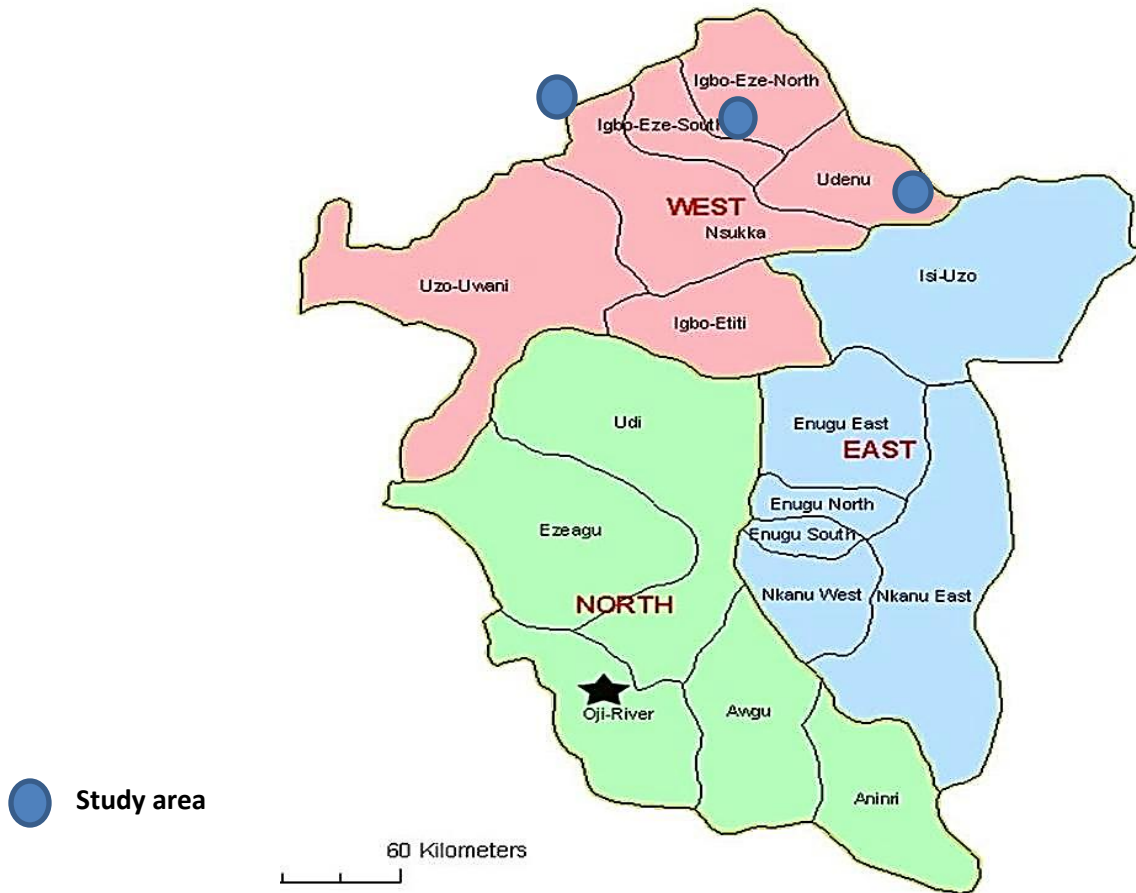 Igbo-Eze-North
Igbo-Eze-South
Udenu
WEST
Nsukka
Isi-Uzo
Uzo-Uwani
Igbo-Etiti
Udi
Enugu East
EAST
Enugu North
Ezeagu
Enugu South
Nkanu West
Nkanu East
NORTH
Oji-River
Awgu
Aninri
Study area
60 Kilometers